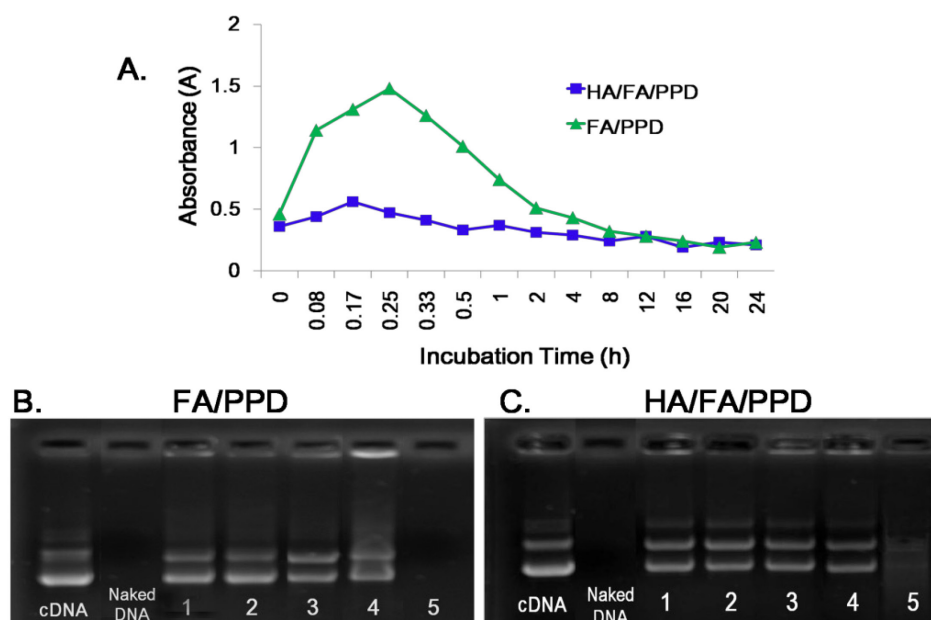 A.
2
1.5
1
0.5
0
Absorbance (A)
HA/FA/PPD
FA/PPD
0 0.08 0.17 0.25 0.33 0.5 1 2 4 8 12 16 20 24
Incubation Time (h)
B. FA/PPD
cDNA Naked DNA 1 2 3 4 5
C. HA/FA/PPD
cDNA Naked DNA 1 2 3 4 5